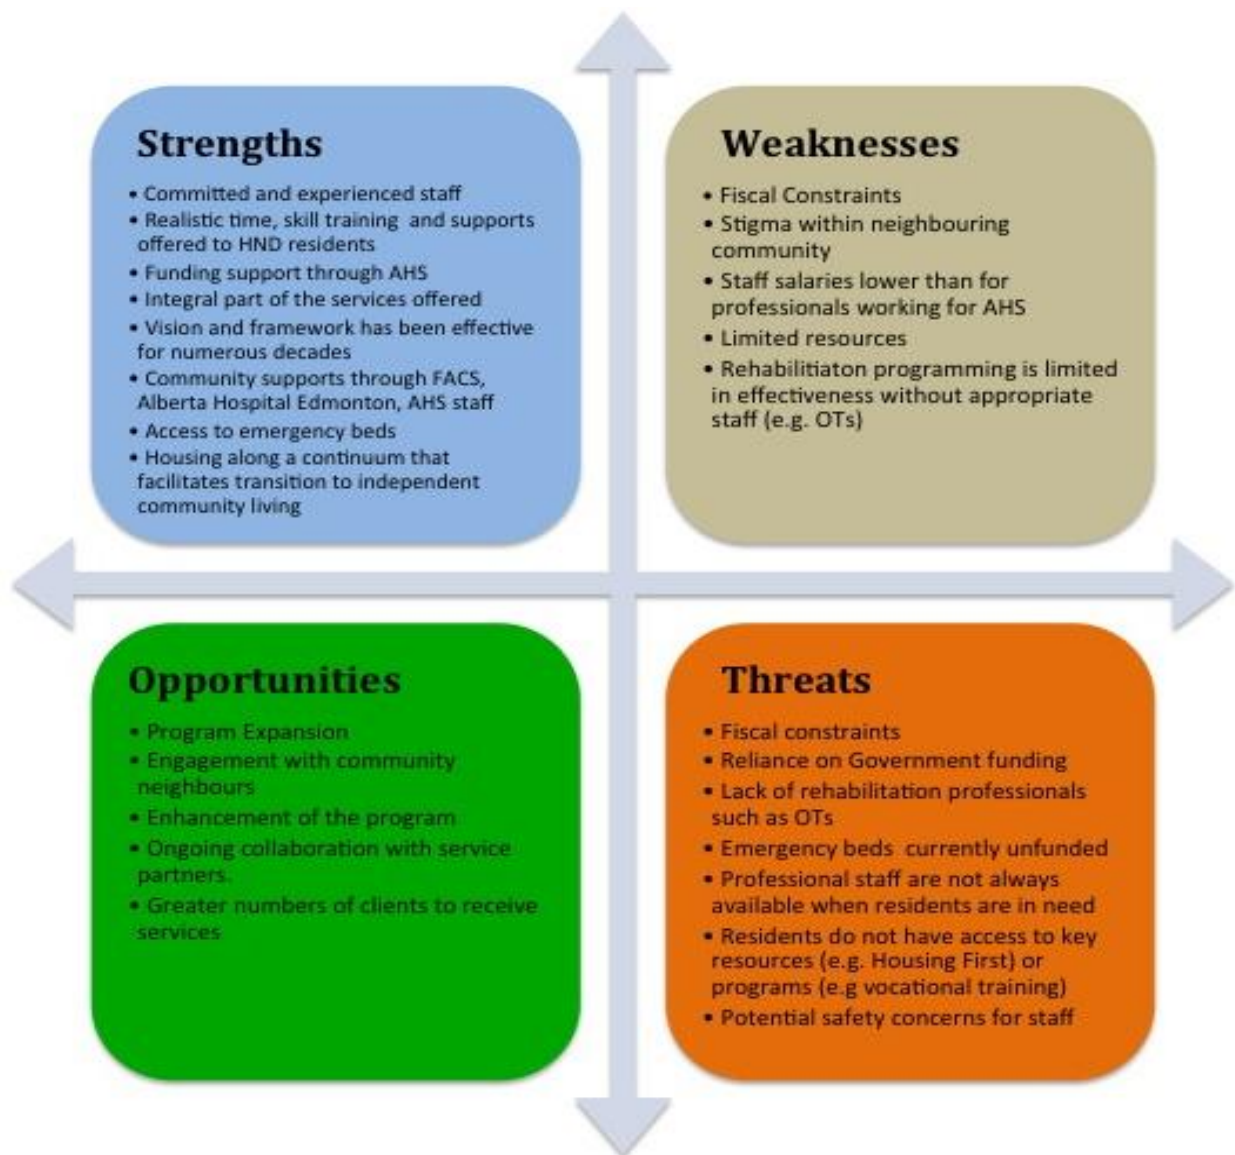 Strengths
• Committed and experienced staff
• Realistic time, skill training and supports
offered to HND residents
• Funding support through AHS
• Integral part of the services offered
• Vision and framework has been effective
for numerous decades
• Community supports through FACS,
Alberta Hospital Edmonton, AHS staff
• Access to emergency beds
• Housing along a continuum that
facilitates transition to independent
community living
Weaknesses
• Fiscal Constraints
• Stigma within neighbouring
community
• Staff salaries lower than for
professionals working for AHS
• Limited resources
• Rehabilitiaton programming is limited
in effectiveness without appropriate
staff (e.g. OTs)
Opportunities
• Program Expansion
• Engagement with community
neighbours
• Enhancement of the program
• Ongoing collaboration with service
partners.
• Greater numbers of clients to receive
services
Threats
• Fiscal constraints
• Reliance on Government funding
• Lack of rehabilitation professionals
such as OTs
• Emergency beds currently unfunded
• Professional staff are not always
available when residents are in need
• Residents do not have access to key
resources (e.g. Housing First) or
programs (e.g vocational training)
• Potential safety concerns for staff